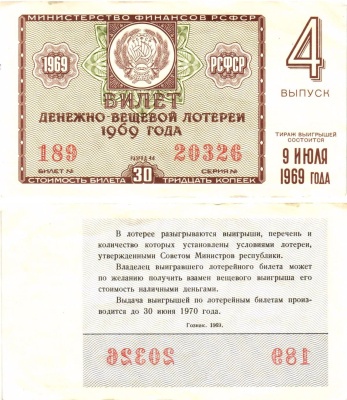 МИНИСТЕРСТВО ФИНАНСОВ РСФСР
1969
РСФСР
БИЛЕТ
ДЕНЕЖНО-ВЕЩЕВОЙ ЛОТЕРЕИ
1969 ГОДА
189
20326
БИЛЕТ №
СЕРИЯ №
СТОИМОСТЬ БИЛЕТА 30 ТРИДЦАТЬ КОПЕЕК
4
ВЫПУСК
ТИРАЖ ВЫИГРЫШЕЙ
СОСТОИТСЯ
9 ИЮЛЯ
1969 ГОДА
В лотерее разыгрываются выигрыши, перечень и
количество которых установлены условиями лотереи,
утвержденными Советом Министров республики.
Владелец выигравшего лотерейного билета может
по желанию получить взамен вещевого выигрыша его
стоимость наличными деньгами.
Выдача выигрышей по лотерейным билетам произ-
водится до 30 июня 1970 года.
Гознак. 1969.
20326
189